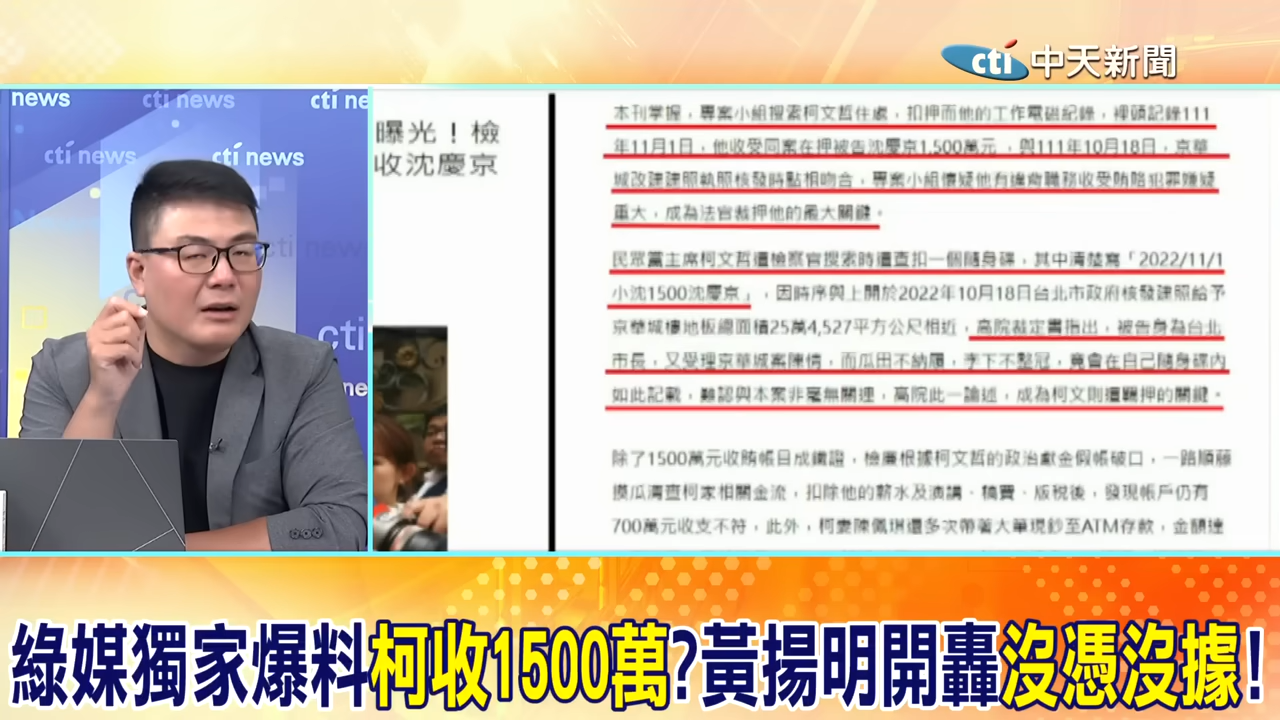 cti 中天新聞
news
cti news
cti ne
cti news
cti news
cti news
cti
ne
曝光！檢
收沈慶京
本刊掌握，專案小組搜索柯文哲住處，扣押而他的工作電磁紀錄，裡頭記錄111
年11月1日，他收受同案在押被告沈慶京1,500萬元，與111年10月18日，京華
城改建建照執照核發時點相吻合，專案小組懷疑他有違背職務收受賄賂犯罪嫌疑
重大，成為法官裁押他的最大關鍵。
民眾黨主席柯文哲遭檢察官搜索時遭查扣一個隨身碟，其中清楚寫「2022/11/1
小沈1500沈慶京」，因時序與上開於2022年10月18日台北市政府核發建照給予
京華城樓地板總面積25萬4,527平方公尺相近，高院裁定書指出，被告身為台北
市長，又受理京華城案陳情，而瓜田不納履，李下不整冠，竟會在自己隨身碟內
如此記載，難認與本案非毫無關連，高院此一論述，成為柯文則遭羈押的關鍵。
除了1500萬元收賄帳目成鐵證，檢廉根據柯文哲的政治獻金假帳破口，一路順藤
摸瓜清查柯家相關金流，扣除他的薪水及演講、稿費、版稅後，發現帳戶仍有
700萬元收支不符，此外，柯妻陳佩琪還多次帶著大筆現鈔至ATM存款，金額達
綠媒獨家爆料柯收1500萬?黃揚明開轟沒憑沒據!